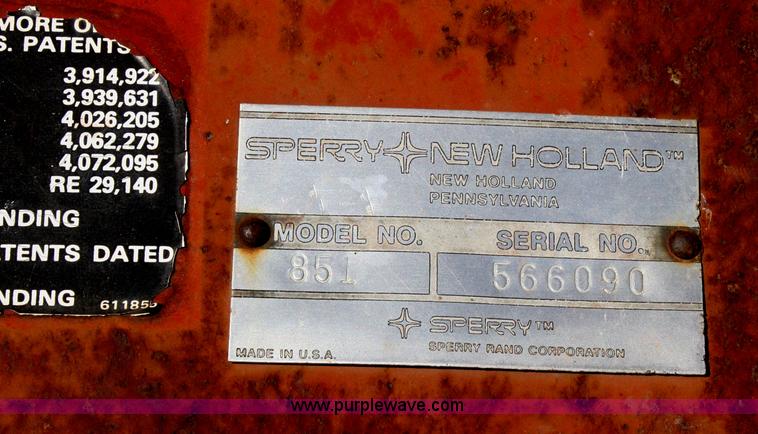 MORE O
S. PATENTS
3,914,922
3,939,631
4,026,205
4,062,279
4,072,095
RE 29,140
NDING
TENTS DATED
NDING 61185
SPERRY NEW HOLLAND™
NEW HOLLAND
PENNSYLVANIA
MODEL NO. SERIAL NO.
851 566090
SPERRY™
SPERRY RAND CORPORATION
MADE IN U.S.A.
www.purplewave.com